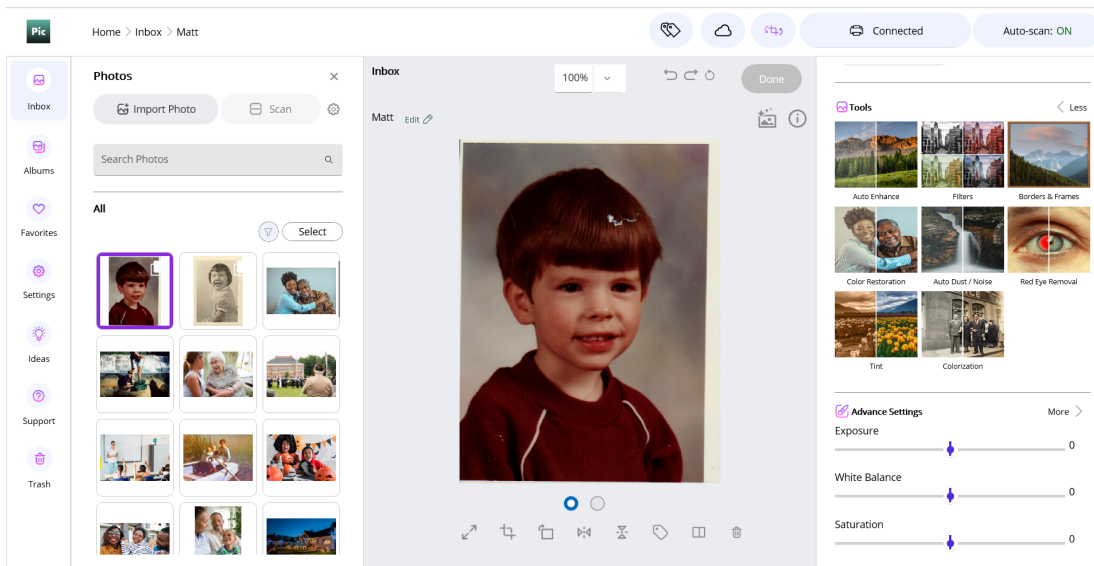 Pic
Home > Inbox > Matt
Connected
Auto-scan: ON
Inbox
Albums
Favorites
Settings
Ideas
Support
Trash
Photos
Import Photo
Scan
Search Photos
All
Select
Inbox
100%
Done
Matt
Edit
Tools
Less
Auto Enhance
Filters
Borders & Frames
Color Restoration
Auto Dust / Noise
Red Eye Removal
Tint
Colorization
Advance Settings
More
Exposure
0
White Balance
0
Saturation
0